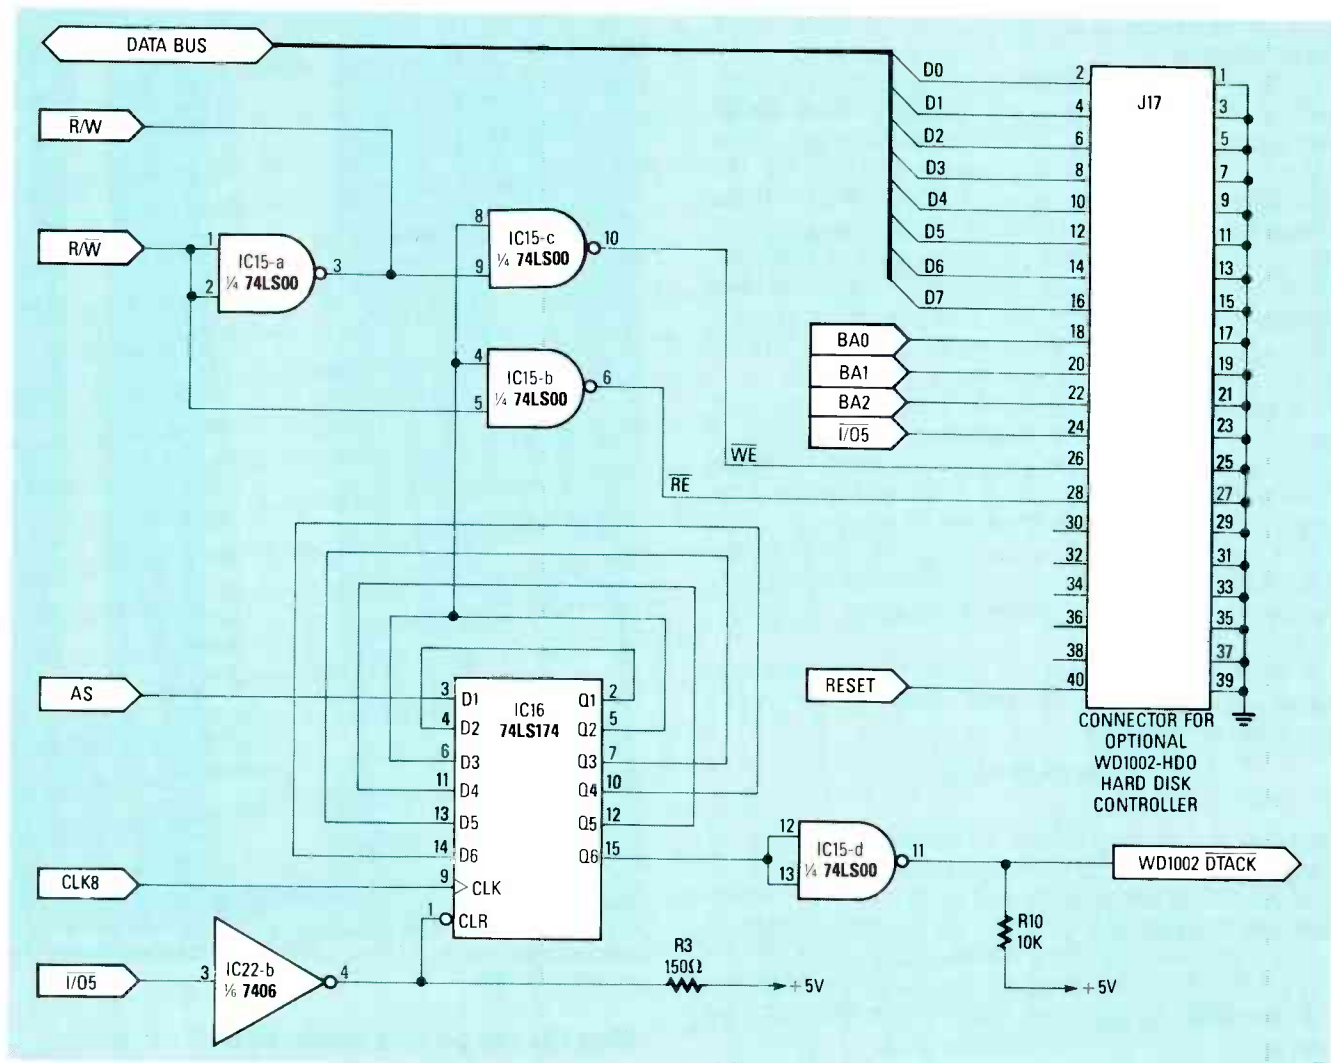 DATA BUS
R̅/W
R/W̅
1
2
IC15-a
¼ 74LS00
3
8
9
IC15-c
¼ 74LS00
10
4
5
IC15-b
¼ 74LS00
6
W̅E̅
R̅E̅
D0
D1
D2
D3
D4
D5
D6
D7
BA0
BA1
BA2
I̅/̅O̅5̅
2
4
6
8
10
12
14
16
18
20
22
24
26
28
30
32
34
36
38
40
J17
1
3
5
7
9
11
13
15
17
19
21
23
25
27
29
31
33
35
37
39
RESET
CONNECTOR FOR
OPTIONAL
WD1002-HDO
HARD DISK
CONTROLLER
AS
CLK8
I̅/̅O̅5̅
3 D1
4 D2
6 D3
11 D4
13 D5
14 D6
9 CLK
1 CLR
IC16
74LS174
Q1 2
Q2 5
Q3 7
Q4 10
Q5 12
Q6 15
12
13
IC15-d
¼ 74LS00
11
WD1002 D̅T̅A̅C̅K̅
R10
10K
+5V
3
IC22-b
⅙ 7406
4
R3
150Ω
+5V